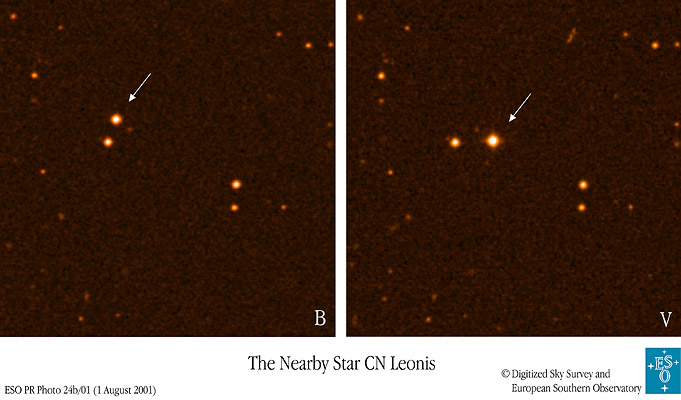 B
V
The Nearby Star CN Leonis
ESO PR Photo 24b/01 (1 August 2001)
© Digitized Sky Survey and
European Southern Observatory
ES
O